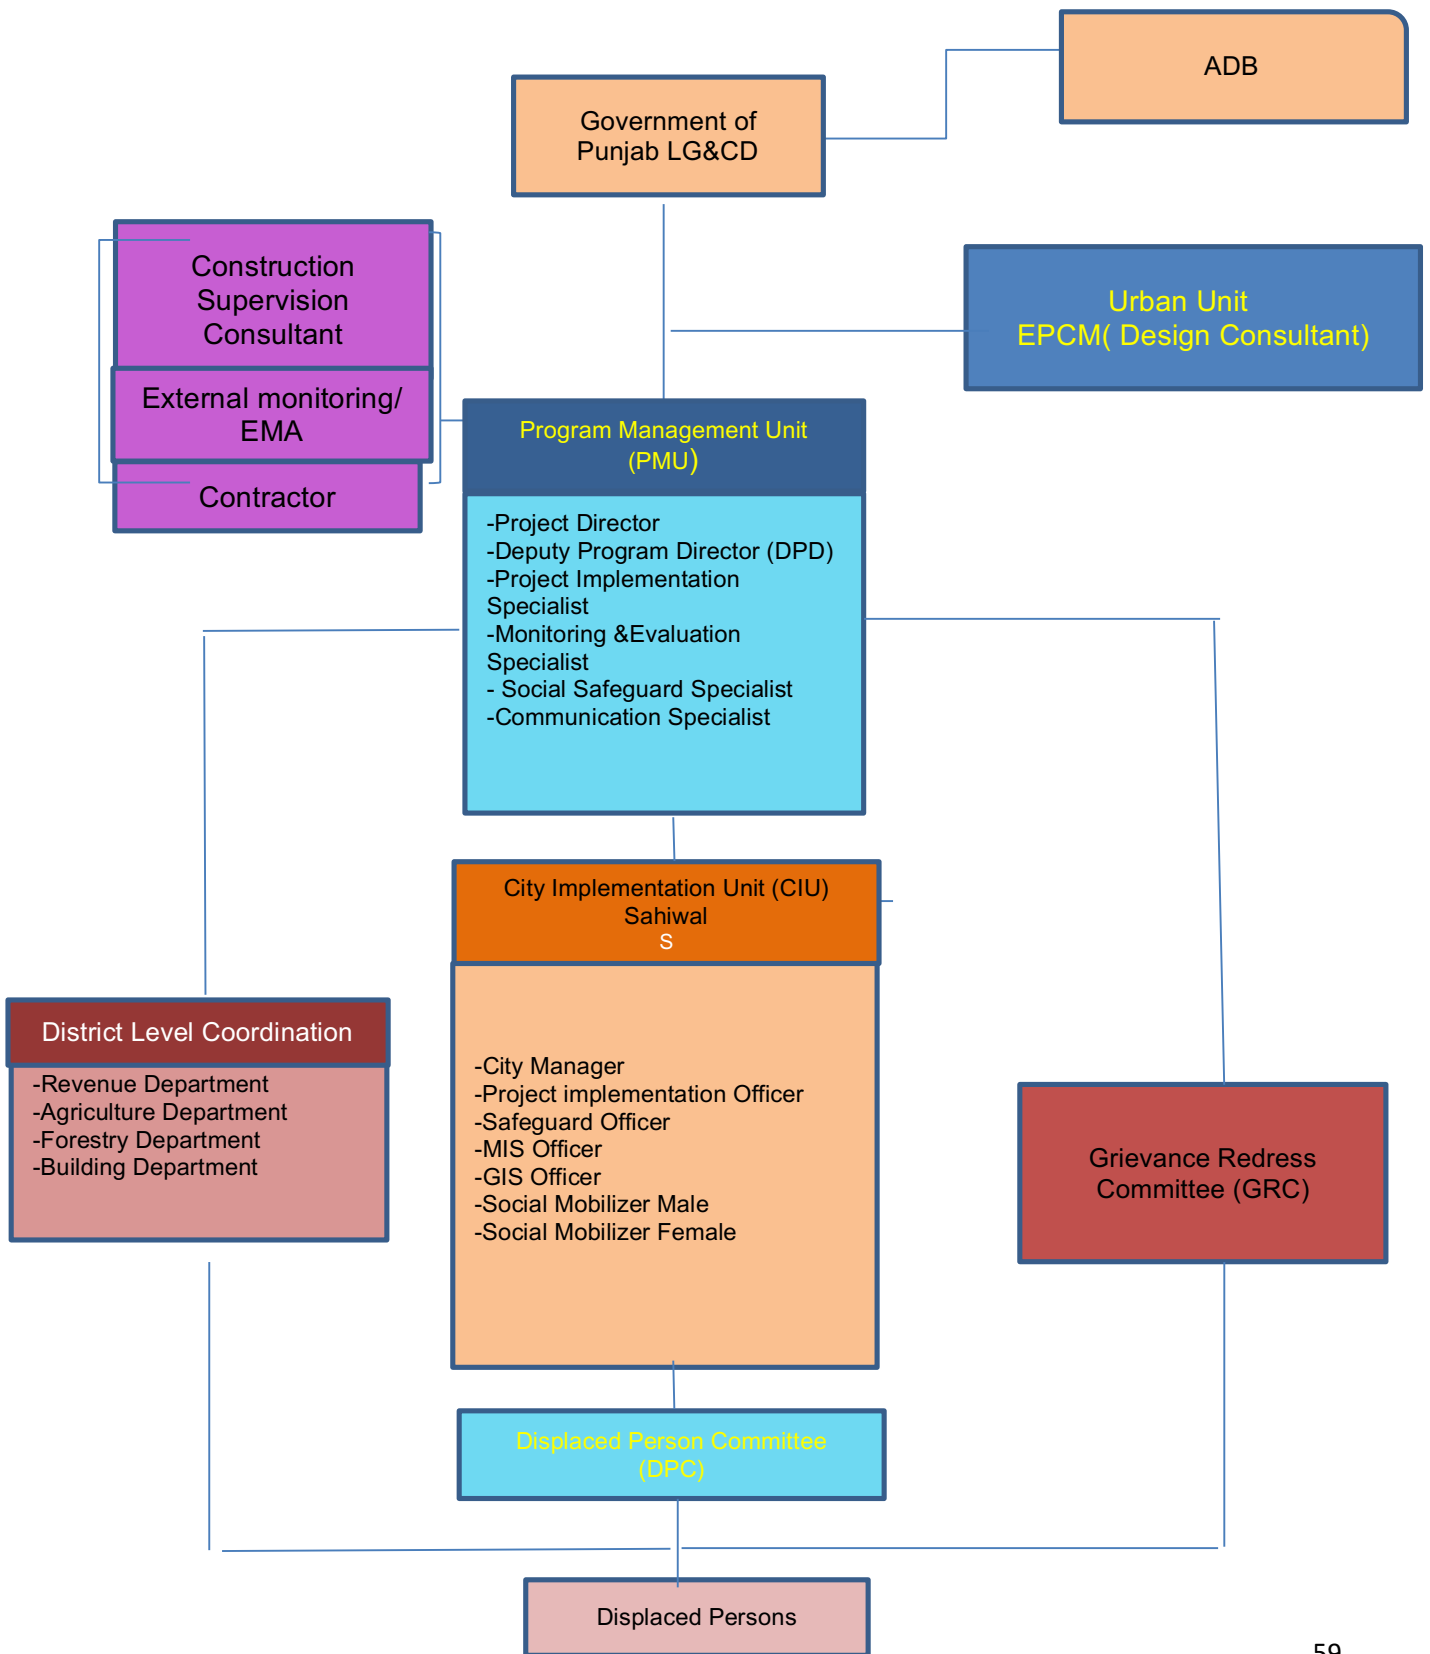 ADB
Government of
Punjab LG&CD
Construction
Supervision
Consultant
External monitoring/
EMA
Contractor
Urban Unit
EPCM( Design Consultant)
Program Management Unit
(PMU)
-Project Director
-Deputy Program Director (DPD)
-Project Implementation
Specialist
-Monitoring &Evaluation
Specialist
- Social Safeguard Specialist
-Communication Specialist
City Implementation Unit (CIU)
Sahiwal
S
-City Manager
-Project implementation Officer
-Safeguard Officer
-MIS Officer
-GIS Officer
-Social Mobilizer Male
-Social Mobilizer Female
District Level Coordination
-Revenue Department
-Agriculture Department
-Forestry Department
-Building Department
Grievance Redress
Committee (GRC)
Displaced Person Committee
(DPC)
Displaced Persons
59